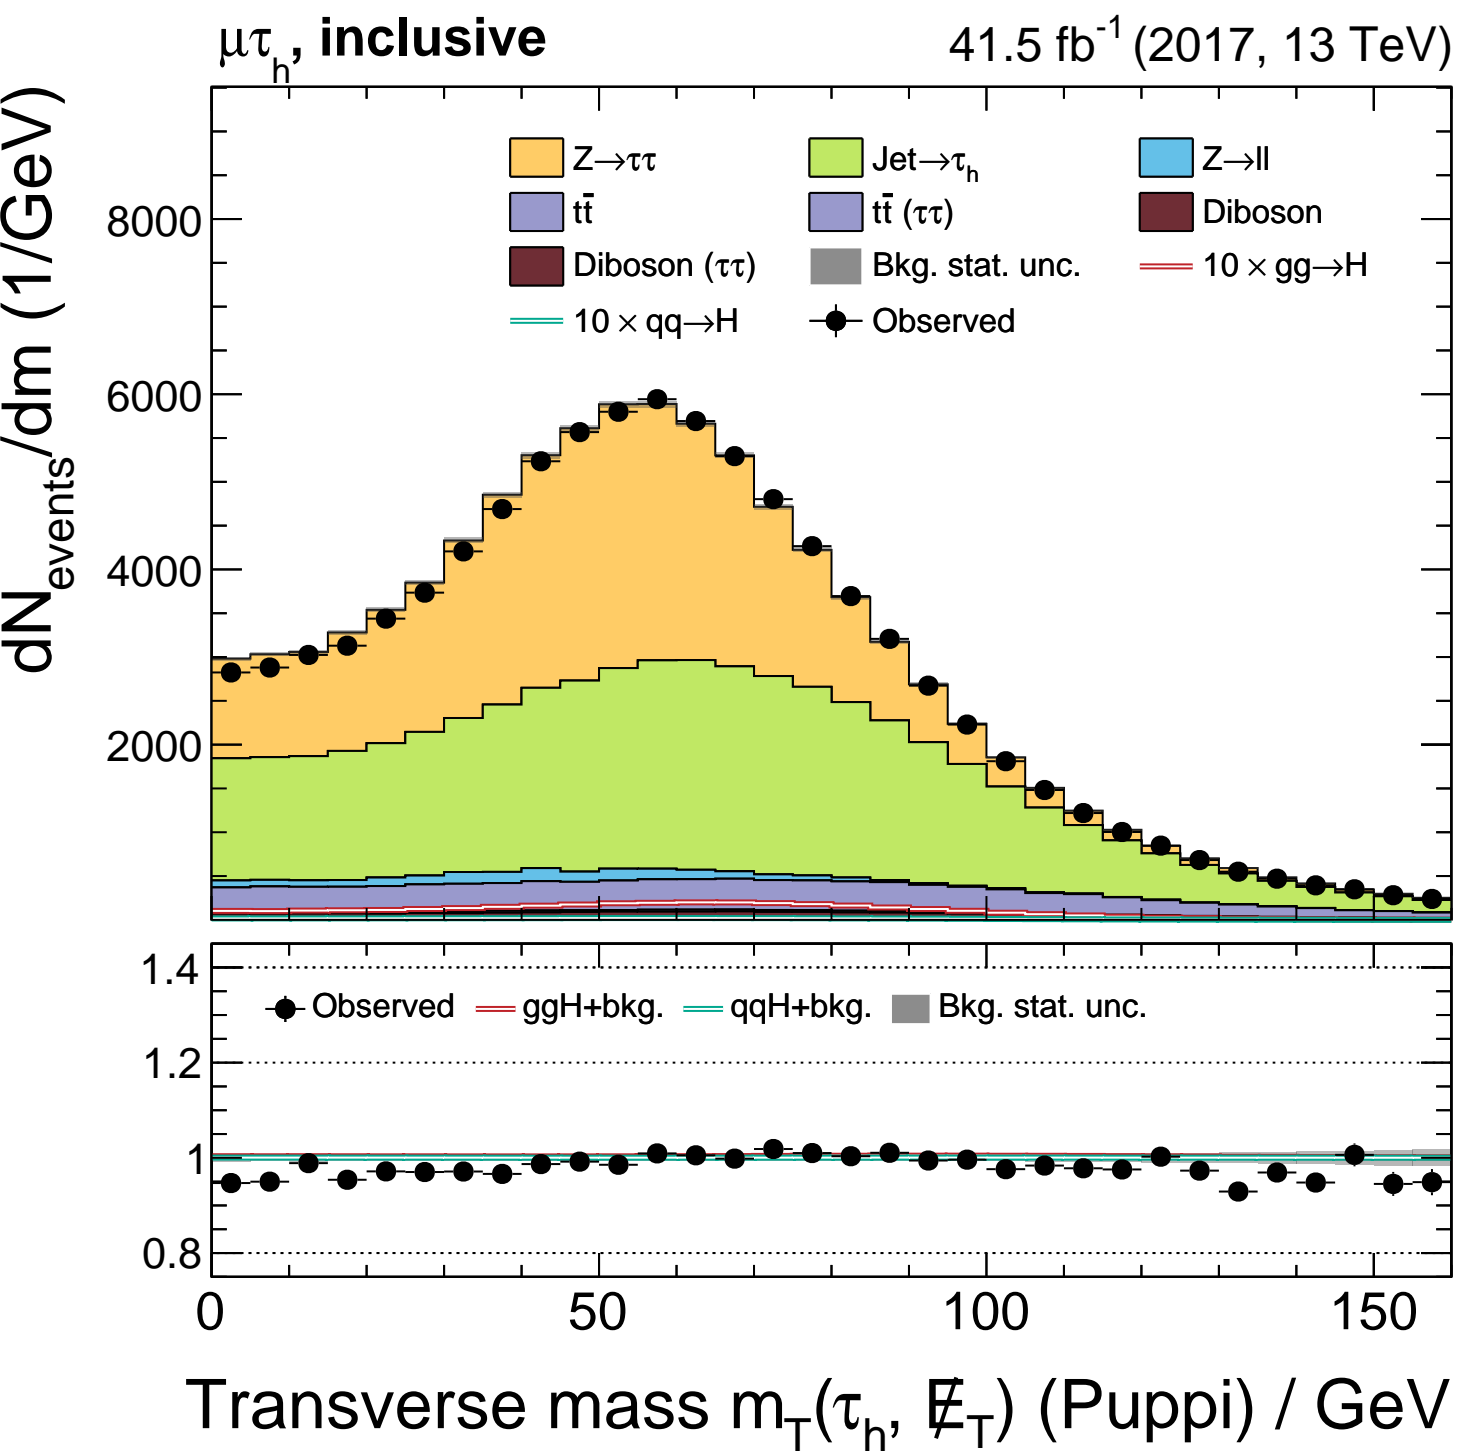 μτh, inclusive 41.5 fb-1 (2017, 13 TeV)
dNevents/dm (1/GeV)
Z→ττ Jet→τh Z→ll
tt̄ tt̄ (ττ) Diboson
Diboson (ττ) Bkg. stat. unc. 10 × gg→H
10 × qq→H Observed
8000
6000
4000
2000
1.4
Observed ggH+bkg. qqH+bkg. Bkg. stat. unc.
1.2
1
0.8
0 50 100 150
Transverse mass mT(τh, E̸T) (Puppi) / GeV